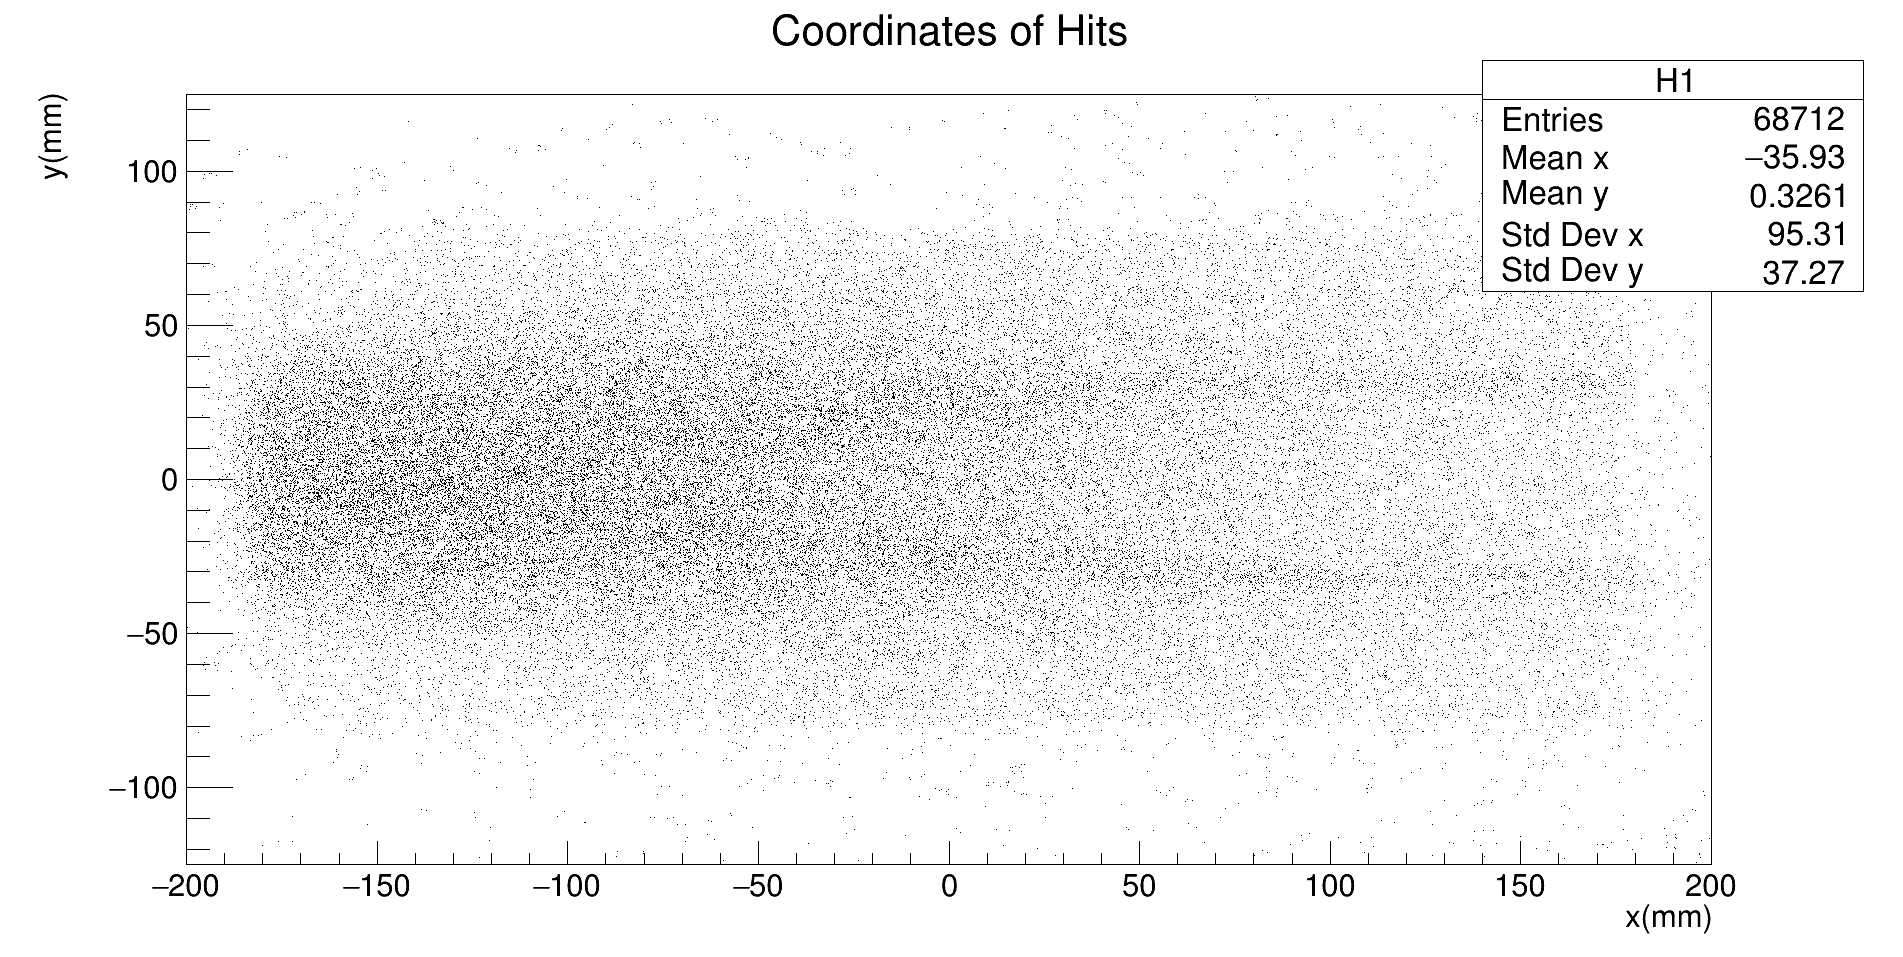 Coordinates of Hits
H1
Entries 68712
Mean x −35.93
Mean y 0.3261
Std Dev x 95.31
Std Dev y 37.27
y(mm)
100
50
0
−50
−100
−200 −150 −100 −50 0 50 100 150 200
x(mm)